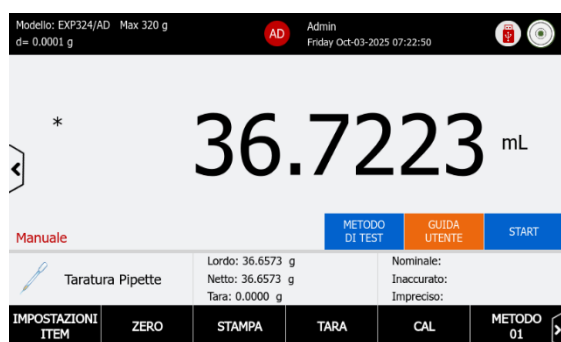 Modello: EXP324/AD Max 320 g
d= 0.0001 g
AD
Admin
Friday Oct-03-2025 07:22:50
*
36.7223 mL
Manuale
METODO
DI TEST
GUIDA
UTENTE
START
Taratura Pipette
Lordo: 36.6573 g
Netto: 36.6573 g
Tara: 0.0000 g
Nominale:
Inaccurato:
Impreciso:
IMPOSTAZIONI
ITEM
ZERO
STAMPA
TARA
CAL
METODO
01